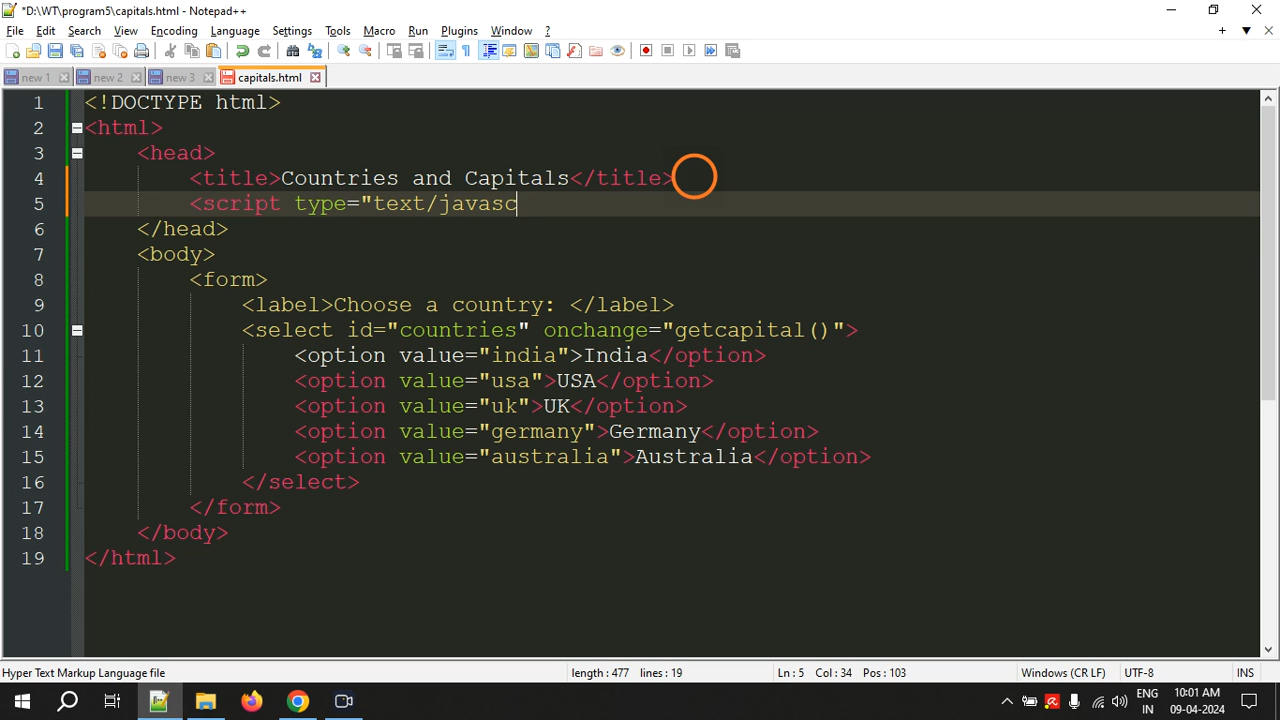 *D:\WT\program5\capitals.html - Notepad++
File Edit Search View Encoding Language Settings Tools Macro Run Plugins Window ?
new 1 new 2 new 3 capitals.html
1 <!DOCTYPE html>
2 <html>
3 <head>
4 <title>Countries and Capitals</title>
5 <script type="text/javasc
6 </head>
7 <body>
8 <form>
9 <label>Choose a country: </label>
10 <select id="countries" onchange="getcapital()">
11 <option value="india">India</option>
12 <option value="usa">USA</option>
13 <option value="uk">UK</option>
14 <option value="germany">Germany</option>
15 <option value="australia">Australia</option>
16 </select>
17 </form>
18 </body>
19 </html>
Hyper Text Markup Language file length : 477 lines : 19 Ln : 5 Col : 34 Pos : 103 Windows (CR LF) UTF-8 INS
ENG 10:01 AM
IN 09-04-2024